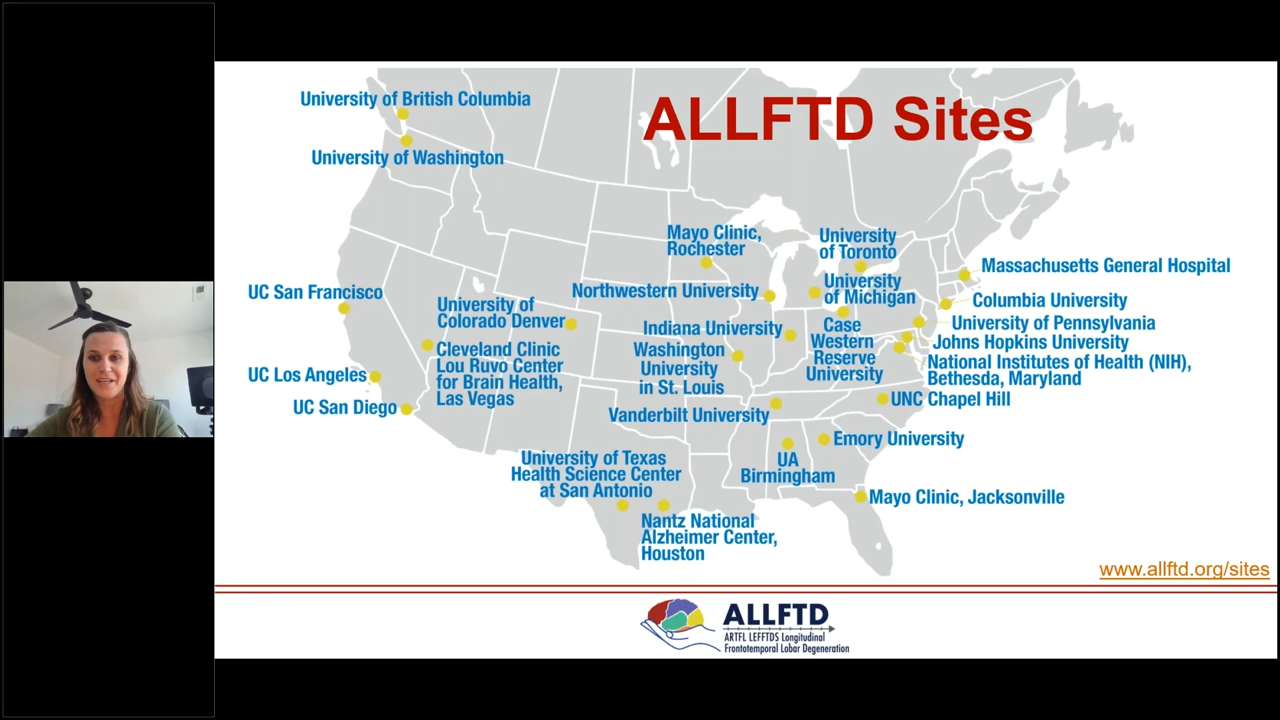 ALLFTD Sites
University of British Columbia
University of Washington
Mayo Clinic,
Rochester
University
of Toronto
Massachusetts General Hospital
UC San Francisco
Northwestern University
University
of Michigan
Columbia University
University of
Colorado Denver
Indiana University
Case
Western
Reserve
University
University of Pennsylvania
Johns Hopkins University
Cleveland Clinic
Lou Ruvo Center
for Brain Health,
Las Vegas
Washington
University
in St. Louis
National Institutes of Health (NIH),
Bethesda, Maryland
UC Los Angeles
UC San Diego
Vanderbilt University
UNC Chapel Hill
Emory University
University of Texas
Health Science Center
at San Antonio
UA
Birmingham
Mayo Clinic, Jacksonville
Nantz National
Alzheimer Center,
Houston
www.allftd.org/sites
ALLFTD
ARTFL LEFFTDS Longitudinal
Frontotemporal Lobar Degeneration